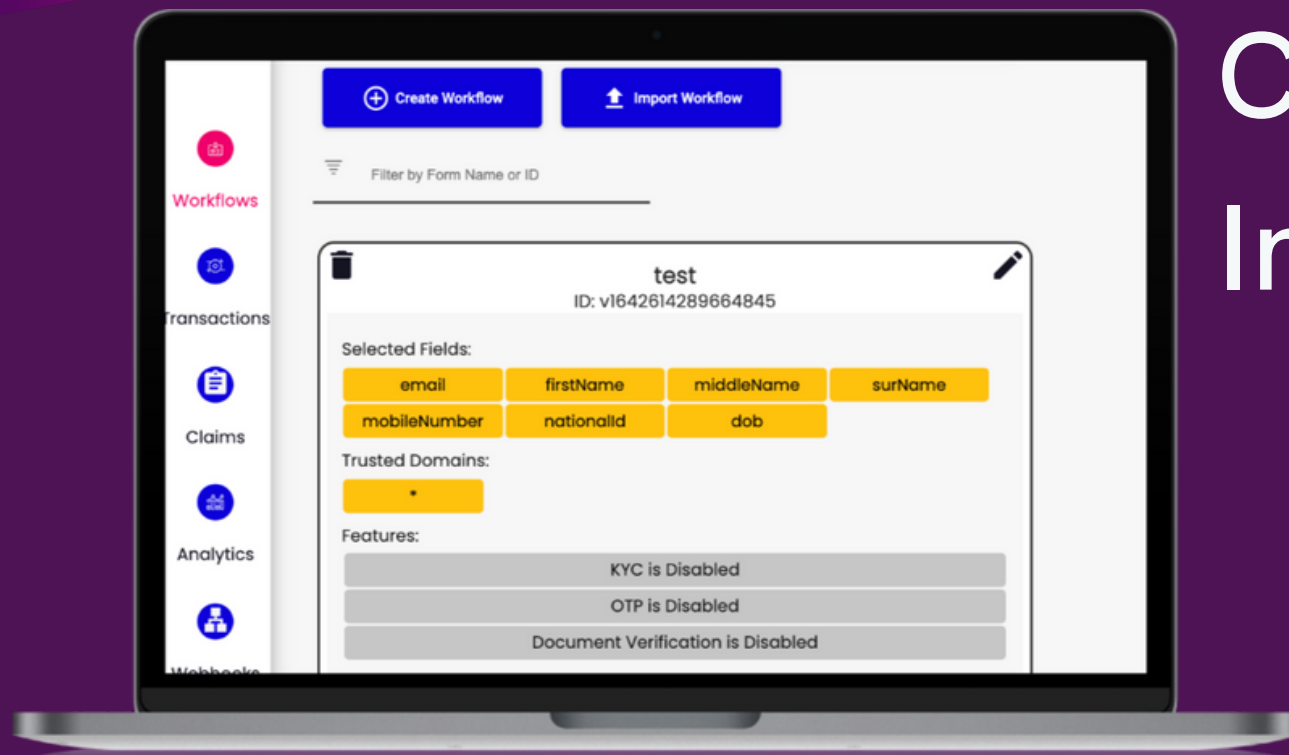 Create Workflow
Import Workflow
Filter by Form Name or ID
Workflows
Transactions
Claims
Analytics
Webhooks
test
ID: v1642614289664845
Selected Fields:
email firstName middleName surName
mobileNumber nationalId dob
Trusted Domains:
*
Features:
KYC is Disabled
OTP is Disabled
Document Verification is Disabled